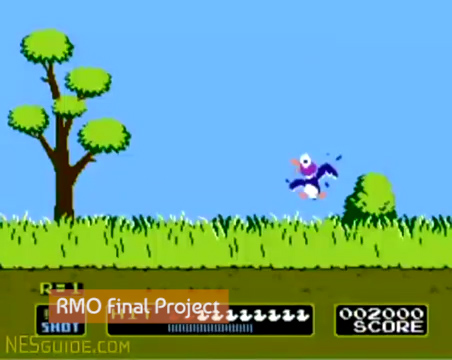 R=1
RMO final Project
HIT
SHOT
002000
SCORE
NESGUIDE.COM